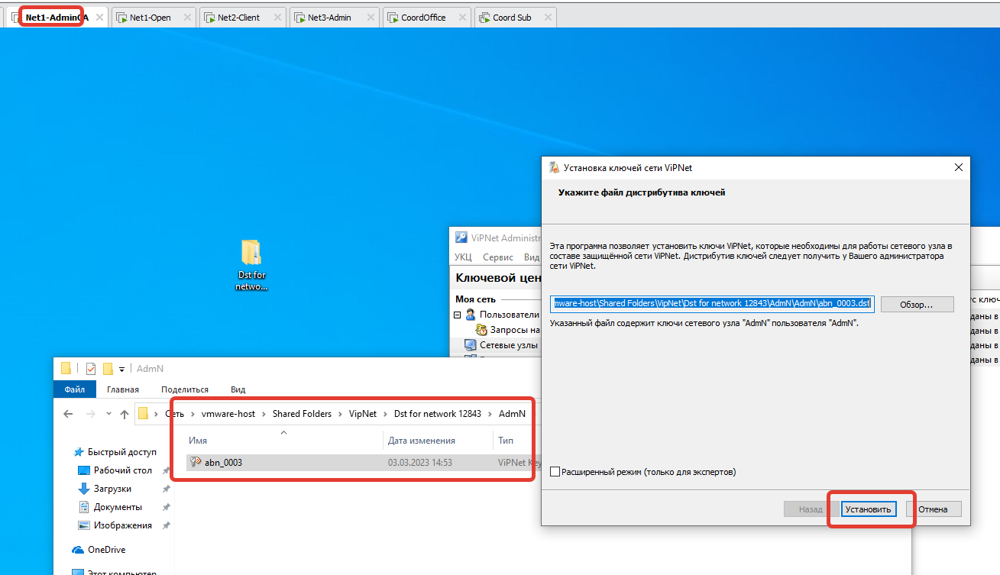 Net1-AdminCA
Net1-Open
Net2-Client
Net3-Admin
CoordOffice
Coord Sub
Dst for
netwo...
ViPNet Administr
УКЦ Сервис Вид
Ключевой цен
Моя сеть
Пользователи
Запросы на
Сетевые узлы
Установка ключей сети ViPNet
Укажите файл дистрибутива ключей
Эта программа позволяет установить ключи ViPNet, которые необходимы для работы сетевого узла в
составе защищённой сети ViPNet. Дистрибутив ключей следует получить у Вашего администратора
сети ViPNet.
mware-host\Shared Folders\VipNet\Dst for network 12843\AdmN\AdmN\abn_0003.dst
Обзор...
Указанный файл содержит ключи сетевого узла "AdmN" пользователя "AdmN".
Расширенный режим (только для экспертов)
Назад
Установить
Отмена
ус ключ
даны в
даны в
даны в
даны в
AdmN
Файл Главная Поделиться Вид
Сеть vmware-host Shared Folders VipNet Dst for network 12843 AdmN
Имя Дата изменения Тип
abn_0003 03.03.2023 14:53 ViPNet Key
Быстрый доступ
Рабочий стол
Загрузки
Документы
Изображения
OneDrive
Этот компьютер